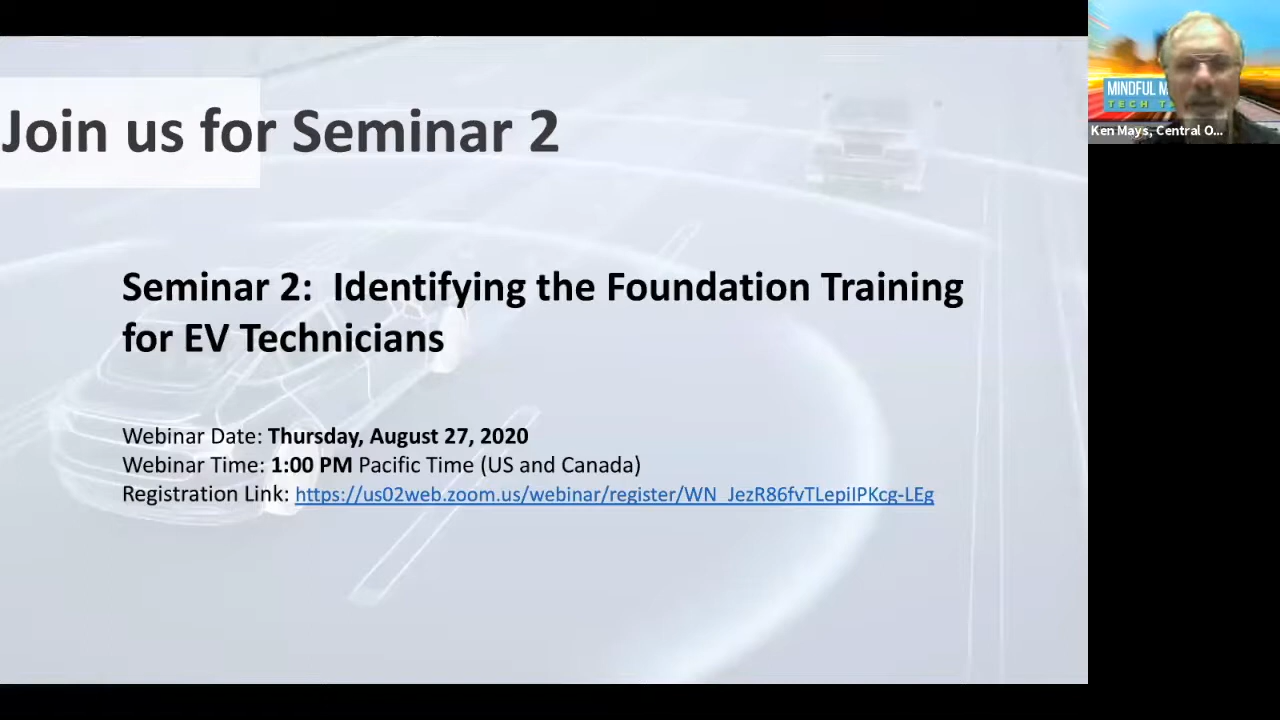 Join us for Seminar 2
Seminar 2: Identifying the Foundation Training
for EV Technicians
Webinar Date: Thursday, August 27, 2020
Webinar Time: 1:00 PM Pacific Time (US and Canada)
Registration Link: https://us02web.zoom.us/webinar/register/WN_JezR86fvTLepiIPKcg-LEg
MINDFUL M
TECH T
Ken Mays, Central O...